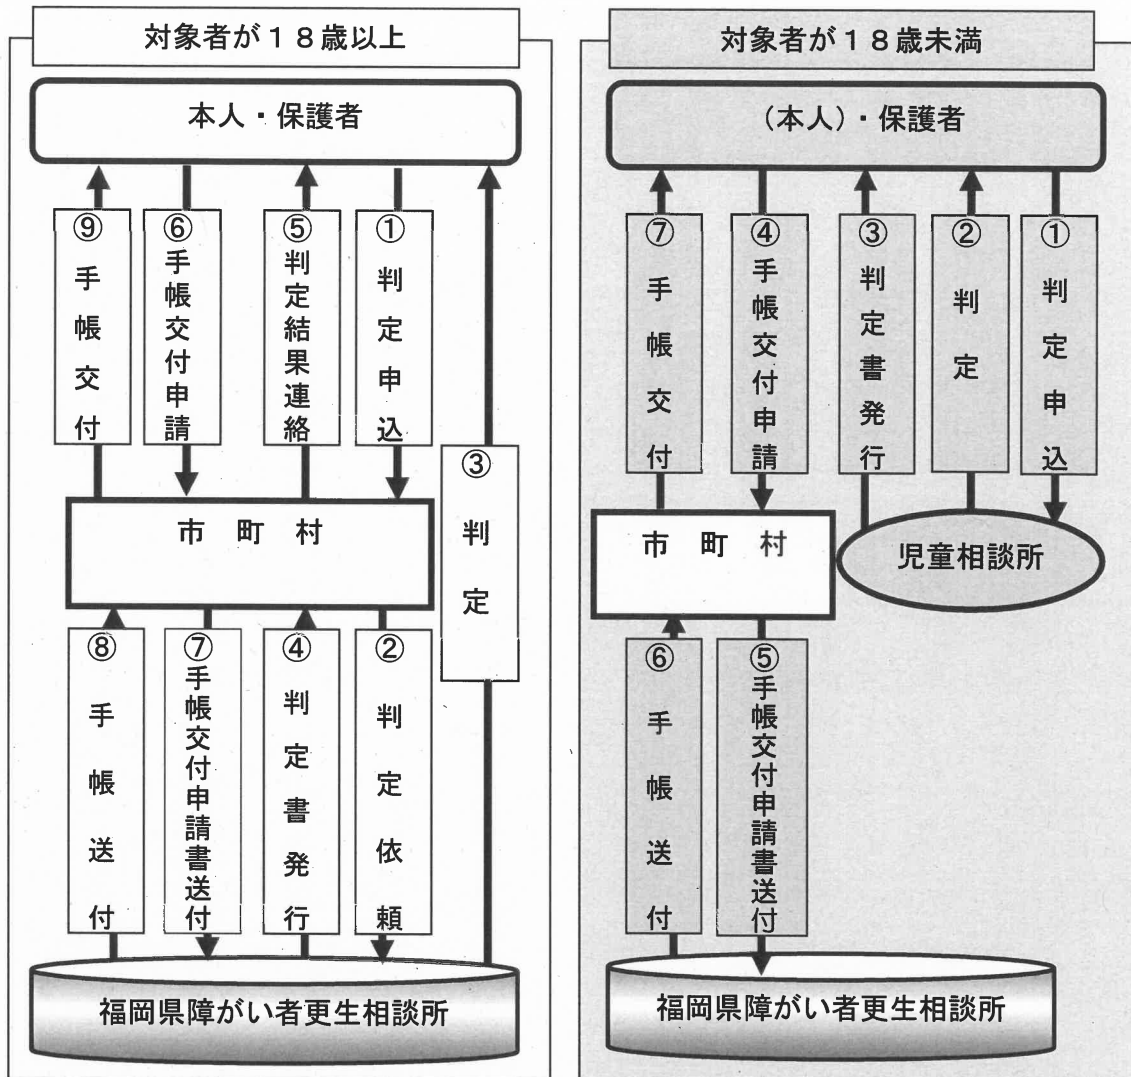 対象者が１８歳以上
本人・保護者
⑨手帳交付
⑥手帳交付申請
⑤判定結果連絡
①判定申込
③判定
市町村
⑧手帳送付
⑦手帳交付申請書送付
④判定書発行
②判定依頼
福岡県障がい者更生相談所
対象者が１８歳未満
（本人）・保護者
⑦手帳交付
④手帳交付申請
③判定書発行
②判定
①判定申込
市町村
児童相談所
⑥手帳送付
⑤手帳交付申請書送付
福岡県障がい者更生相談所